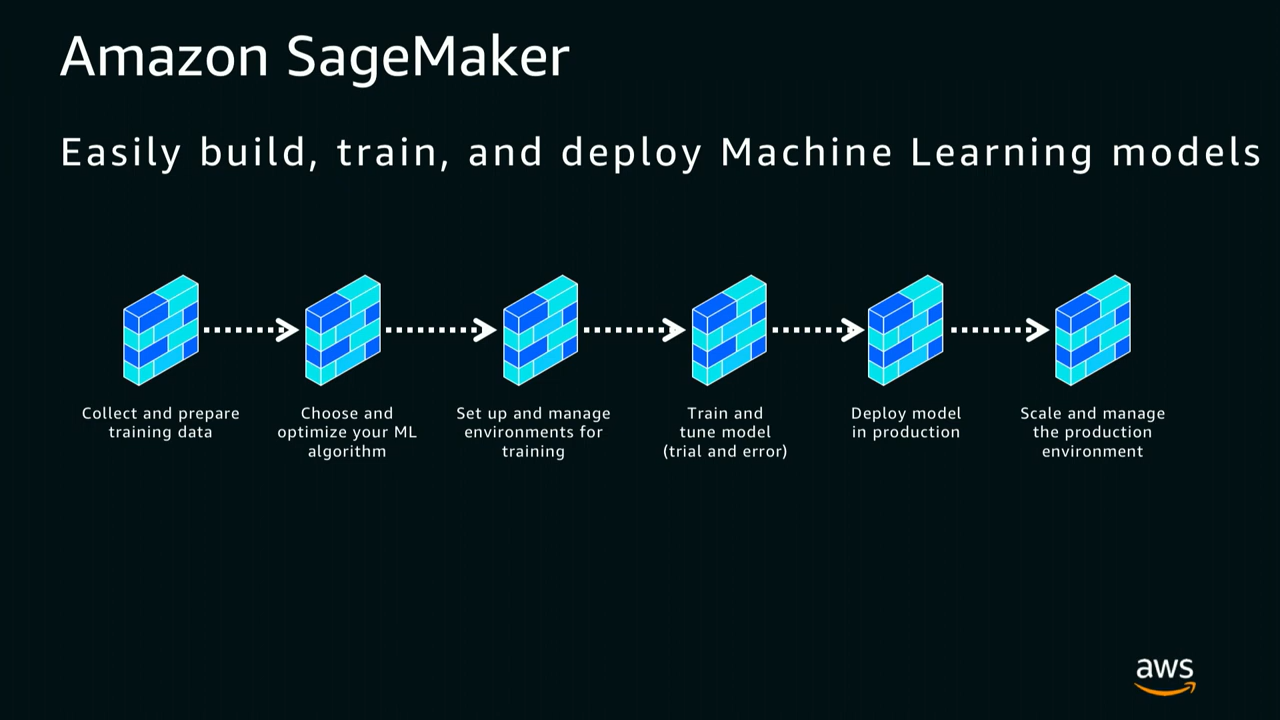 Amazon SageMaker
Easily build, train, and deploy Machine Learning models
Collect and prepare
training data
Choose and
optimize your ML
algorithm
Set up and manage
environments for
training
Train and
tune model
(trial and error)
Deploy model
in production
Scale and manage
the production
environment
aws